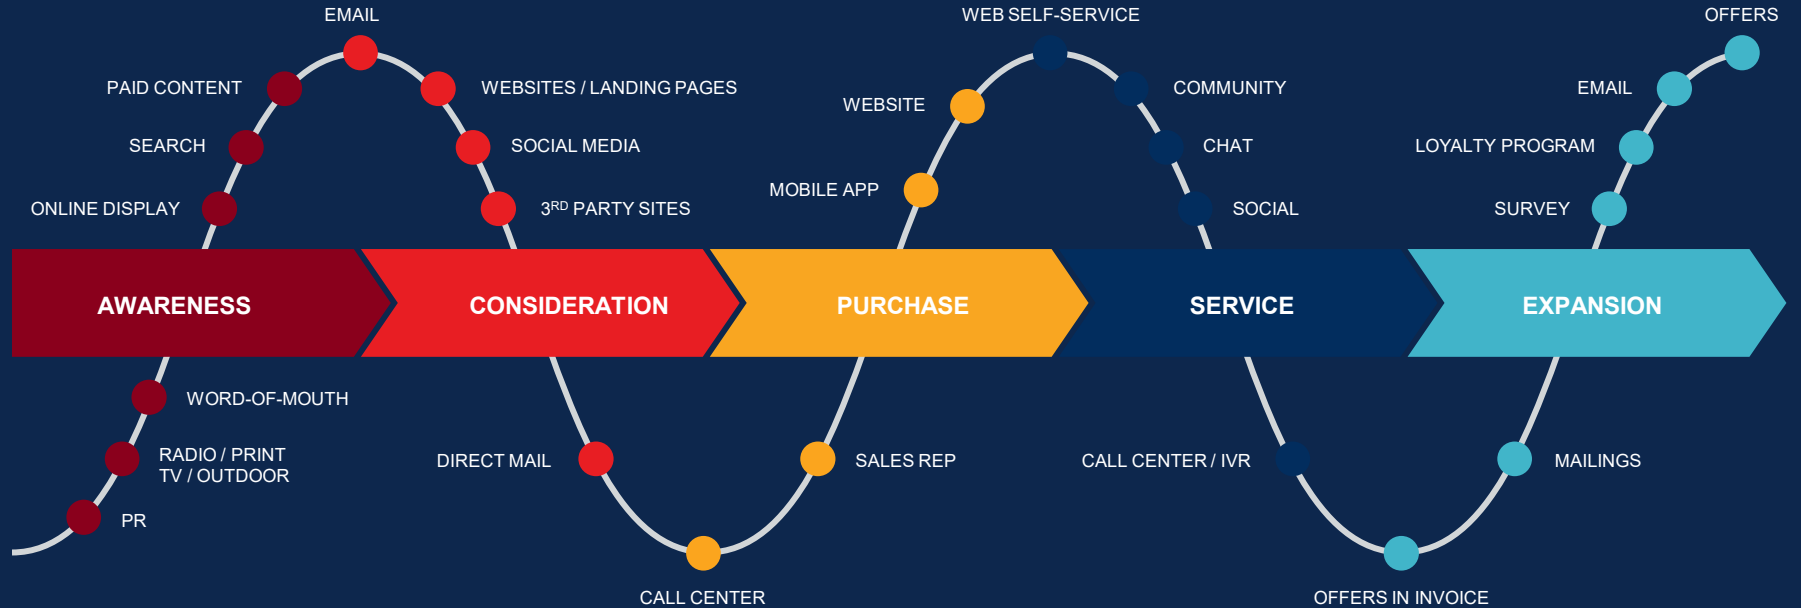 EMAIL
WEB SELF-SERVICE
OFFERS
PAID CONTENT
WEBSITES / LANDING PAGES
WEBSITE
COMMUNITY
EMAIL
SEARCH
SOCIAL MEDIA
CHAT
LOYALTY PROGRAM
MOBILE APP
ONLINE DISPLAY
3RD PARTY SITES
SOCIAL
SURVEY
AWARENESS
CONSIDERATION
PURCHASE
SERVICE
EXPANSION
WORD-OF-MOUTH
RADIO / PRINT
TV / OUTDOOR
DIRECT MAIL
SALES REP
CALL CENTER / IVR
MAILINGS
PR
CALL CENTER
OFFERS IN INVOICE